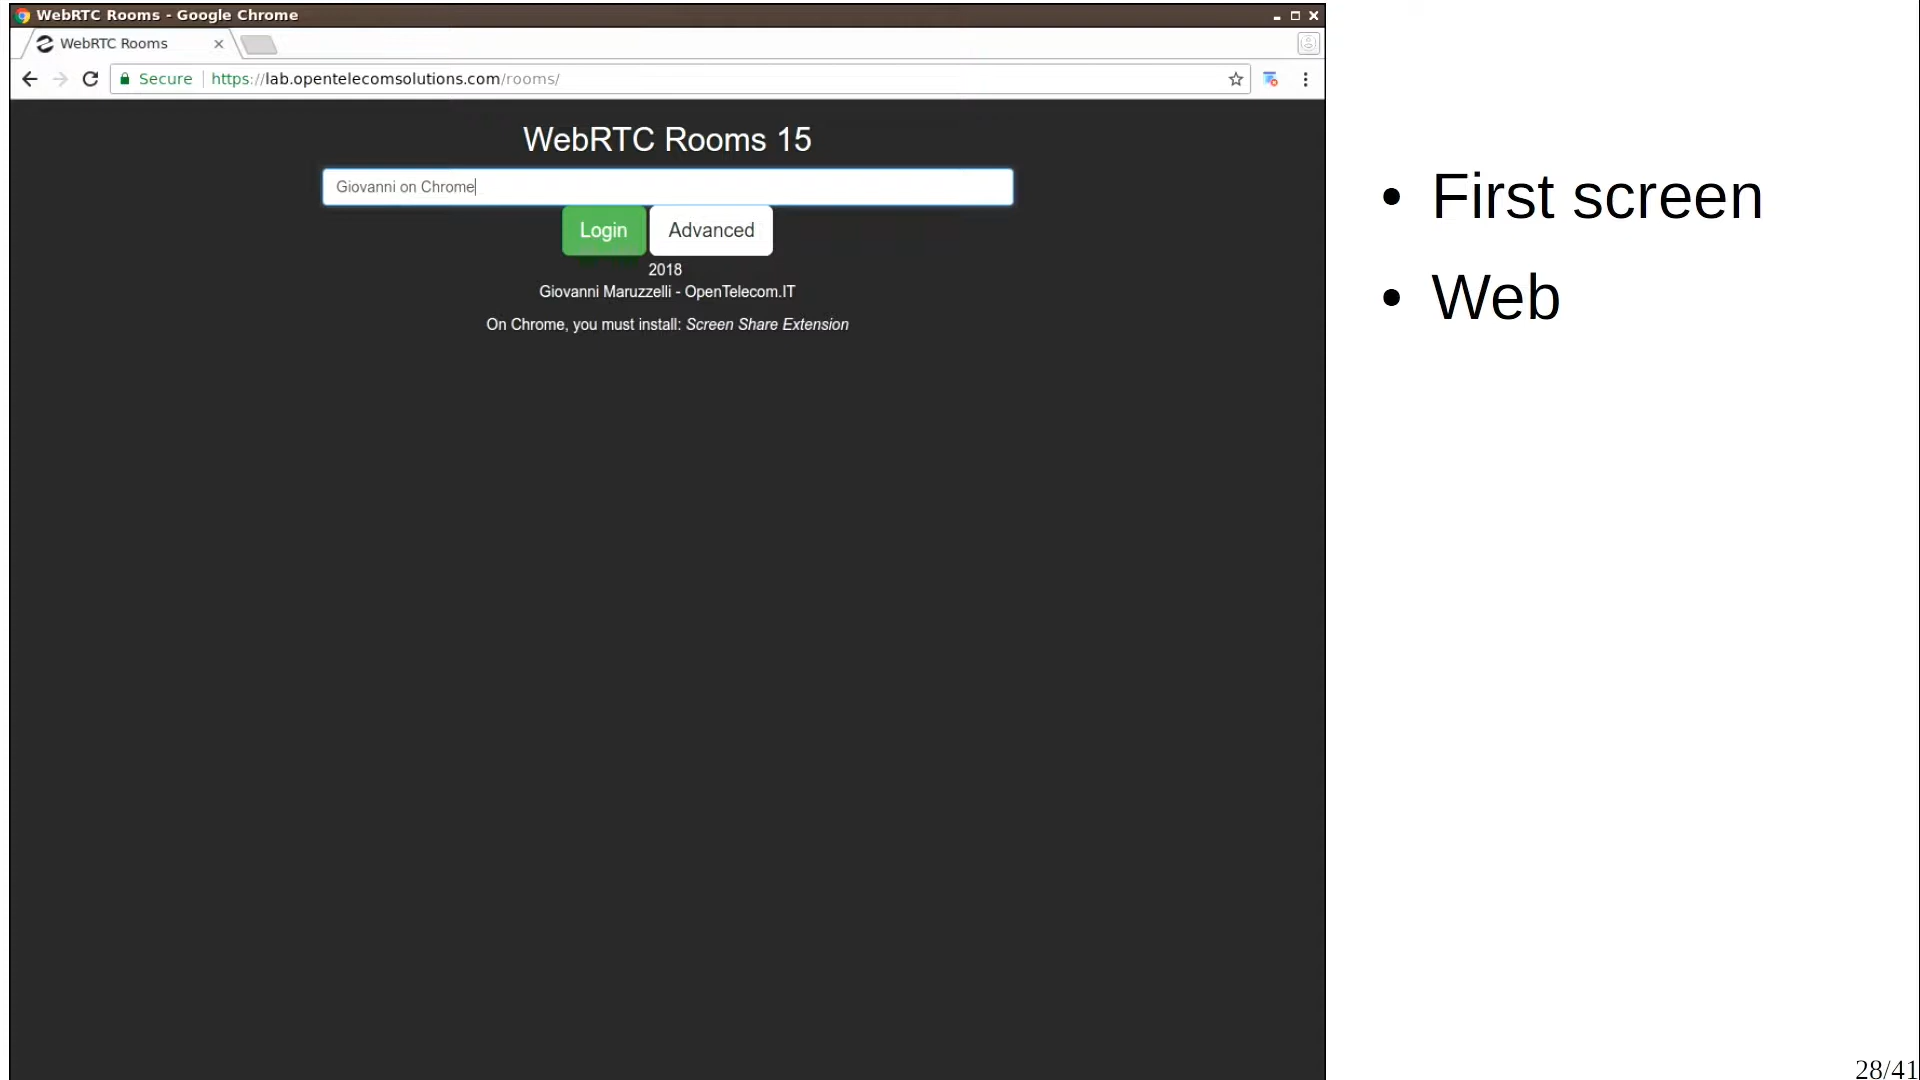 WebRTC Rooms - Google Chrome
WebRTC Rooms
Secure https://lab.opentelecomsolutions.com/rooms/
WebRTC Rooms 15
Giovanni on Chrome
Login Advanced
2018
Giovanni Maruzzelli - OpenTelecom.IT
On Chrome, you must install: Screen Share Extension
• First screen
• Web
28/41